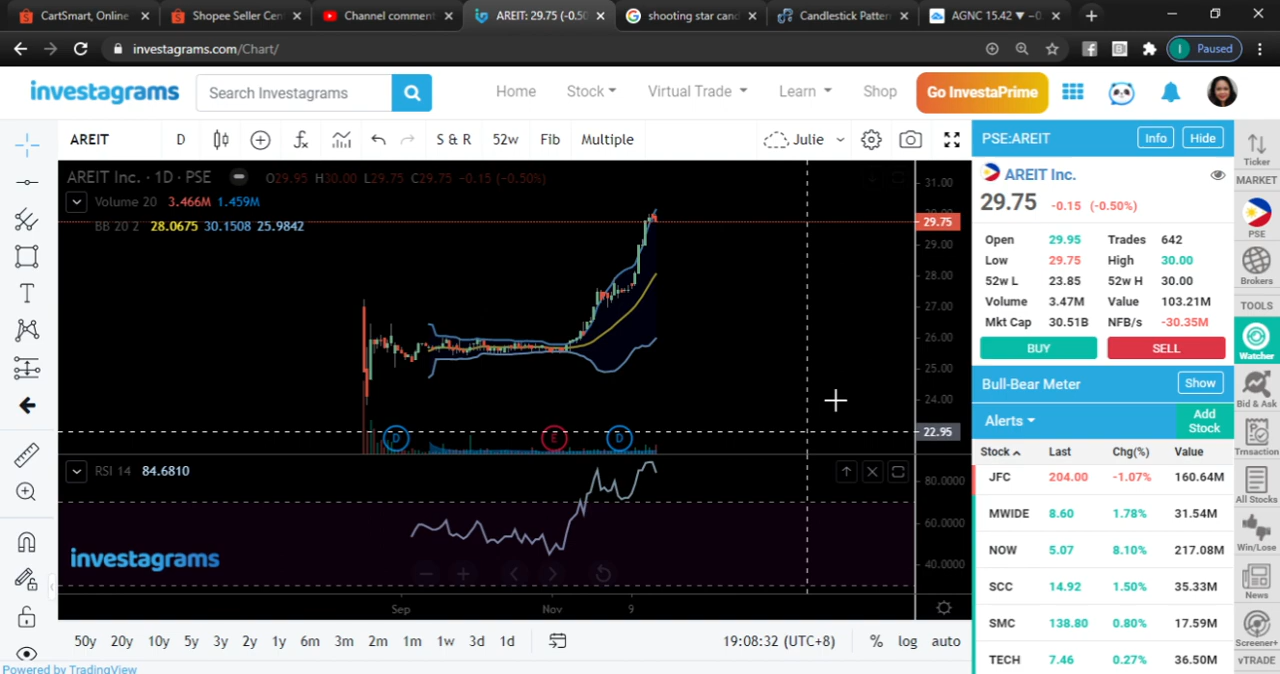 CartSmart, Online
Shopee Seller Cen
Channel comment
AREIT: 29.75 (-0.50
shooting star can
Candlestick Patter
AGNC 15.42 ▼ −0
investagrams.com/Chart/
Paused
investagrams
Search Investagrams
Home
Stock
Virtual Trade
Learn
Shop
Go InvestaPrime
AREIT
D
S & R
52w
Fib
Multiple
Julie
AREIT Inc. · 1D · PSE
O29.95 H30.00 L29.75 C29.75 −0.15 (−0.50%)
Volume 20 3.466M 1.459M
BB 20 2 28.0675 30.1508 25.9842
31.00
30.00
29.75
29.00
28.00
27.00
26.00
25.00
24.00
22.95
D
E
D
RSI 14 84.6810
80.0000
60.0000
40.0000
investagrams
Sep
Nov
9
50y 20y 10y 5y 3y 2y 1y 6m 3m 2m 1m 1w 3d 1d
19:08:32 (UTC+8)
% log auto
Powered by TradingView
PSE:AREIT
Info
Hide
AREIT Inc.
29.75 -0.15 (-0.50%)
Open 29.95 Trades 642
Low 29.75 High 30.00
52w L 23.85 52w H 30.00
Volume 3.47M Value 103.21M
Mkt Cap 30.51B NFB/s -30.35M
BUY
SELL
Bull-Bear Meter
Show
Alerts
Add Stock
Stock Last Chg(%) Value
JFC 204.00 -1.07% 160.64M
MWIDE 8.60 1.78% 31.54M
NOW 5.07 8.10% 217.08M
SCC 14.92 1.50% 35.33M
SMC 138.80 0.80% 17.59M
TECH 7.46 0.27% 36.50M
Ticker
MARKET
PSE
Brokers
TOOLS
Watcher
Bid & Ask
Trnsaction
All Stocks
Win/Lose
News
Screener+
vTRADE